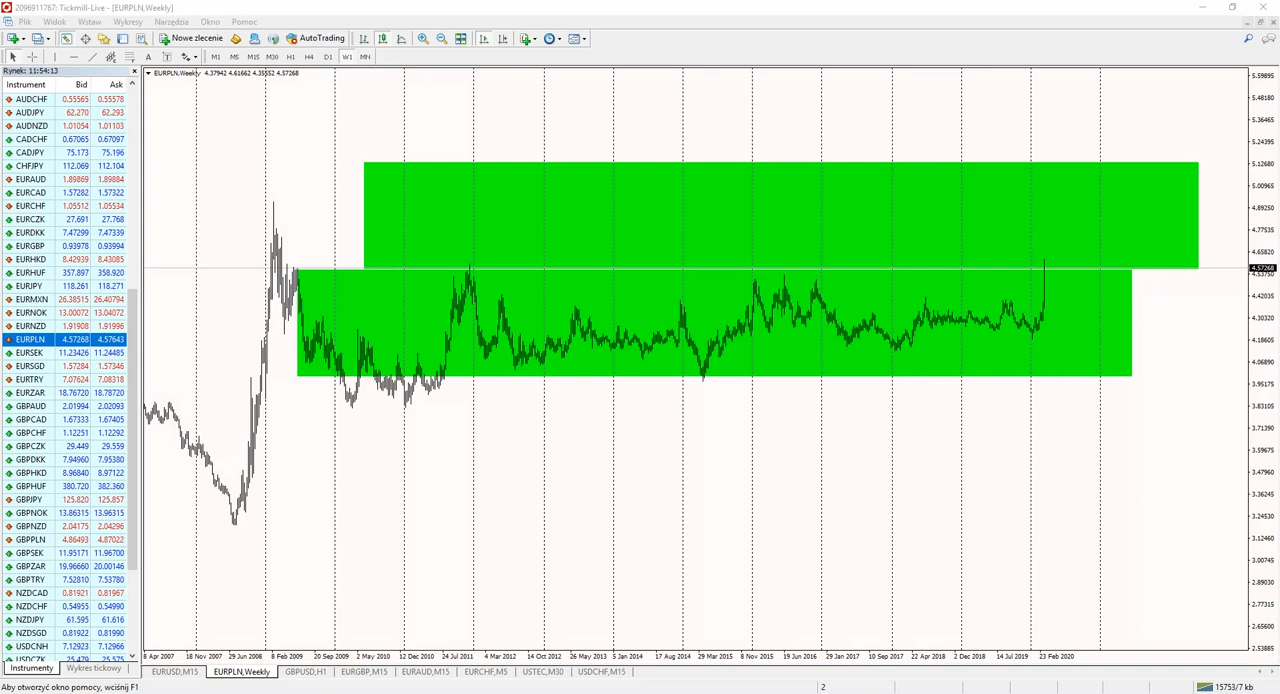 2096911767: Tickmill-Live - [EURPLN,Weekly]
Plik Widok Wstaw Wykresy Narzędzia Okno Pomoc
Nowe zlecenie AutoTrading
A T M1 M5 M15 M30 H1 H4 D1 W1 MN
Rynek: 11:54:13
Instrument Bid Ask
AUDCHF 0.55565 0.55578
AUDJPY 62.270 62.293
AUDNZD 1.01054 1.01103
CADCHF 0.67065 0.67097
CADJPY 75.173 75.196
CHFJPY 112.069 112.104
EURAUD 1.89869 1.89884
EURCAD 1.57282 1.57322
EURCHF 1.05512 1.05534
EURCZK 27.691 27.768
EURDKK 7.47299 7.47339
EURGBP 0.93978 0.93994
EURHKD 8.42939 8.43085
EURHUF 357.897 358.920
EURJPY 118.261 118.271
EURMXN 26.38515 26.40794
EURNOK 13.00072 13.04072
EURNZD 1.91908 1.91996
EURPLN 4.57268 4.57643
EURSEK 11.23426 11.24485
EURSGD 1.57284 1.57346
EURTRY 7.07624 7.08318
EURZAR 18.76720 18.78720
GBPAUD 2.01994 2.02093
GBPCAD 1.67333 1.67405
GBPCHF 1.12251 1.12292
GBPCZK 29.449 29.559
GBPDKK 7.94960 7.95380
GBPHKD 8.96840 8.97122
GBPHUF 380.720 382.360
GBPJPY 125.820 125.857
GBPNOK 13.86315 13.96315
GBPNZD 2.04175 2.04296
GBPPLN 4.86493 4.87022
GBPSEK 11.95171 11.96700
GBPZAR 19.96660 20.00146
GBPTRY 7.52810 7.53780
NZDCAD 0.81921 0.81967
NZDCHF 0.54955 0.54990
NZDJPY 61.595 61.616
NZDSGD 0.81922 0.81990
USDCNH 7.12923 7.12966
USDCZK 25.479 25.575
Instrumenty Wykres tickowy
EURPLN,Weekly 4.37942 4.61662 4.35552 4.57268
5.59895
5.48180
5.36465
5.24395
5.12680
5.00965
4.89250
4.77535
4.65820
4.57268
4.53750
4.42035
4.30320
4.18605
4.06890
3.95175
3.83105
3.71390
3.59675
3.47960
3.36245
3.24530
3.12460
3.00745
2.89030
2.77315
2.65600
2.53885
8 Apr 2007 18 Nov 2007 29 Jun 2008 8 Feb 2009 20 Sep 2009 2 May 2010 12 Dec 2010 24 Jul 2011 4 Mar 2012 14 Oct 2012 26 May 2013 5 Jan 2014 17 Aug 2014 29 Mar 2015 8 Nov 2015 19 Jun 2016 29 Jan 2017 10 Sep 2017 22 Apr 2018 2 Dec 2018 14 Jul 2019 23 Feb 2020
EURUSD,M15 EURPLN,Weekly GBPUSD,H1 EURGBP,M15 EURAUD,M15 EURCHF,M5 USTEC,M30 USDCHF,M15
Aby otworzyć okno pomocy, wciśnij F1 2 15753/7 kb